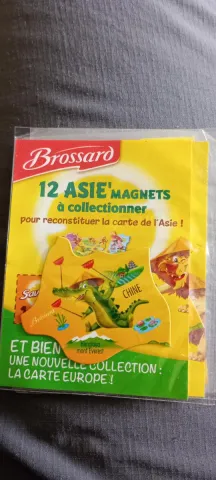 Brossard
12 ASIE'MAGNETS
à collectionner
pour reconstituer la carte de l'Asie !
CHINE
ET BIEN
UNE NOUVELLE COLLECTION :
LA CARTE EUROPE !